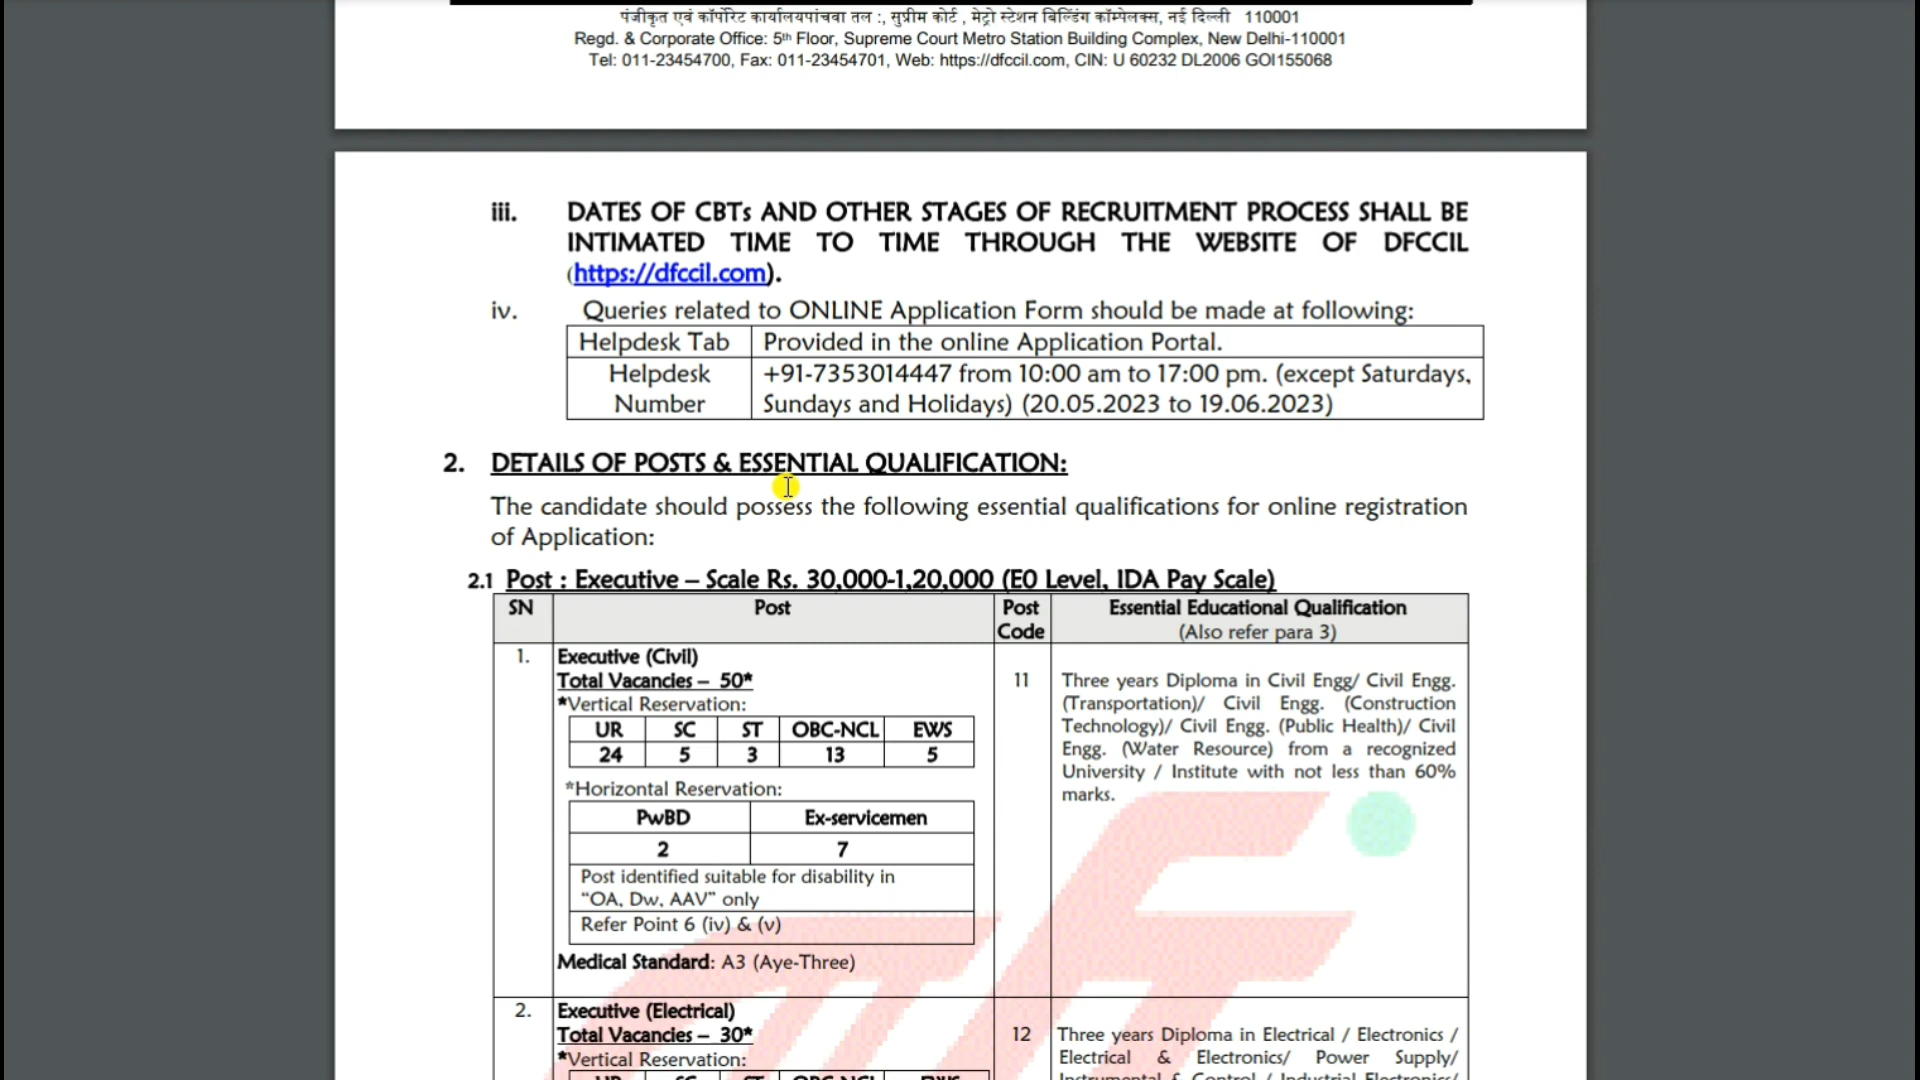 पंजीकृत एवं कॉर्पोरेट कार्यालयपांचवा तल :, सुप्रीम कोर्ट , मेट्रो स्टेशन बिल्डिंग कॉम्पेलक्स, नई दिल्ली 110001
Regd. & Corporate Office: 5th Floor, Supreme Court Metro Station Building Complex, New Delhi-110001
Tel: 011-23454700, Fax: 011-23454701, Web: https://dfccil.com, CIN: U 60232 DL2006 GOI155068
iii. DATES OF CBTs AND OTHER STAGES OF RECRUITMENT PROCESS SHALL BE
INTIMATED TIME TO TIME THROUGH THE WEBSITE OF DFCCIL
(https://dfccil.com).
iv. Queries related to ONLINE Application Form should be made at following:
Helpdesk Tab Provided in the online Application Portal.
Helpdesk +91-7353014447 from 10:00 am to 17:00 pm. (except Saturdays,
Number Sundays and Holidays) (20.05.2023 to 19.06.2023)
2. DETAILS OF POSTS & ESSENTIAL QUALIFICATION:
The candidate should possess the following essential qualifications for online registration
of Application:
2.1 Post : Executive – Scale Rs. 30,000-1,20,000 (E0 Level, IDA Pay Scale)
SN Post Post Essential Educational Qualification
Code (Also refer para 3)
1. Executive (Civil)
Total Vacancies – 50* 11 Three years Diploma in Civil Engg/ Civil Engg.
*Vertical Reservation: (Transportation)/ Civil Engg. (Construction
UR SC ST OBC-NCL EWS Technology)/ Civil Engg. (Public Health)/ Civil
24 5 3 13 5 Engg. (Water Resource) from a recognized
University / Institute with not less than 60%
*Horizontal Reservation: marks.
PwBD Ex-servicemen
2 7
Post identified suitable for disability in
“OA, Dw, AAV” only
Refer Point 6 (iv) & (v)
Medical Standard: A3 (Aye-Three)
2. Executive (Electrical)
Total Vacancies – 30* 12 Three years Diploma in Electrical / Electronics /
*Vertical Reservation: Electrical & Electronics/ Power Supply/
UR SC ST OBC-NCL EWS Instrumental & Control / Industrial Electronics/